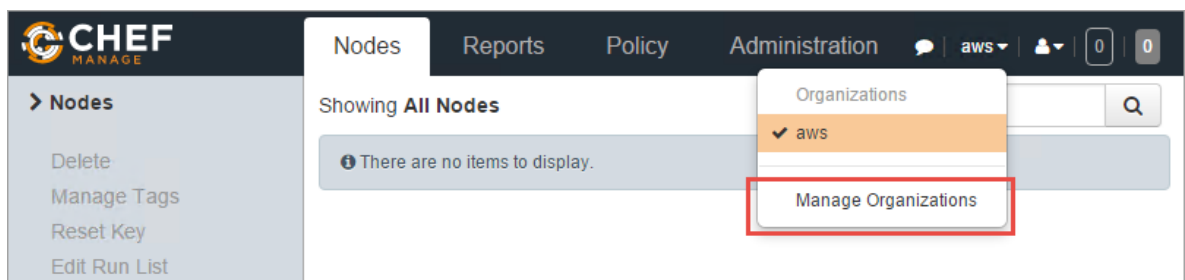 CHEF
MANAGE
Nodes Reports Policy Administration aws 0 0
Nodes
Delete
Manage Tags
Reset Key
Edit Run List
Showing All Nodes
There are no items to display.
Organizations
aws
Manage Organizations